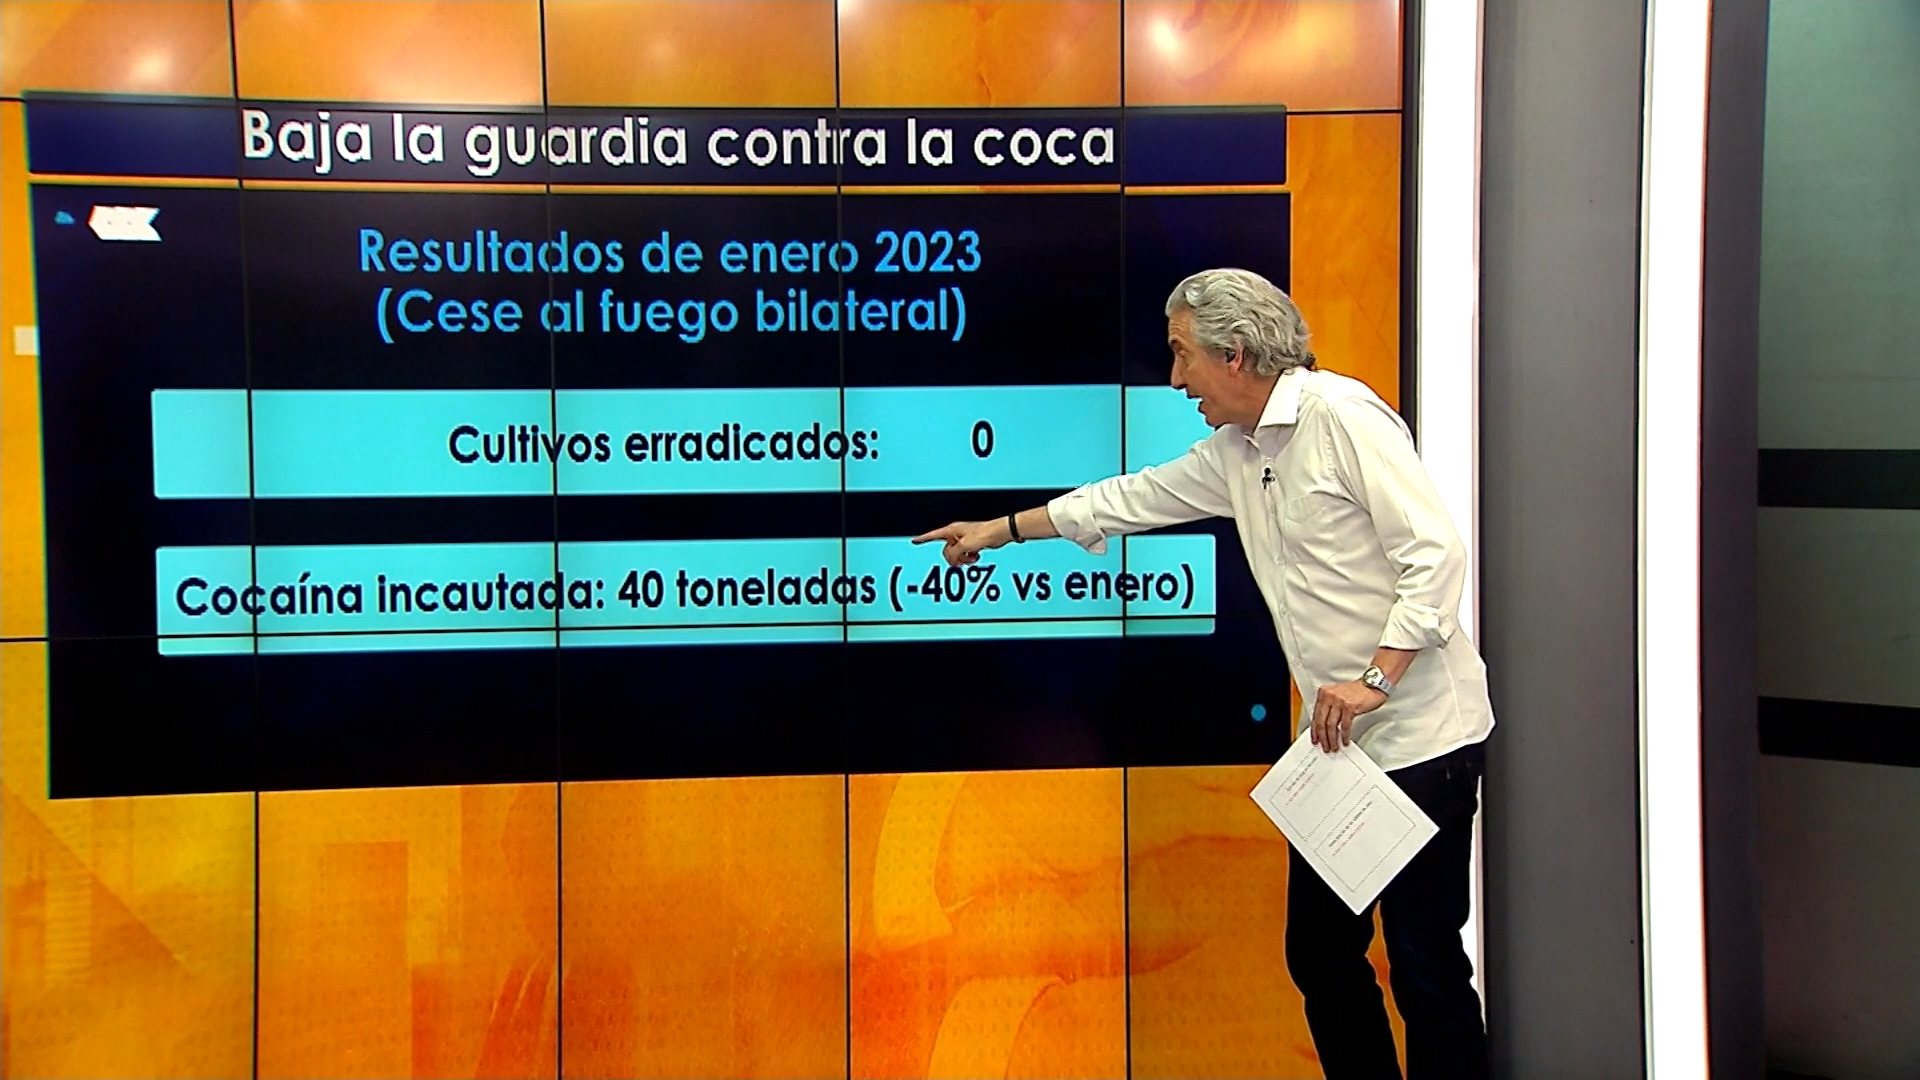 Baja la guardia contra la coca
Resultados de enero 2023
(Cese al fuego bilateral)
Cultivos erradicados: 0
Cocaína incautada: 40 toneladas (-40% vs enero)